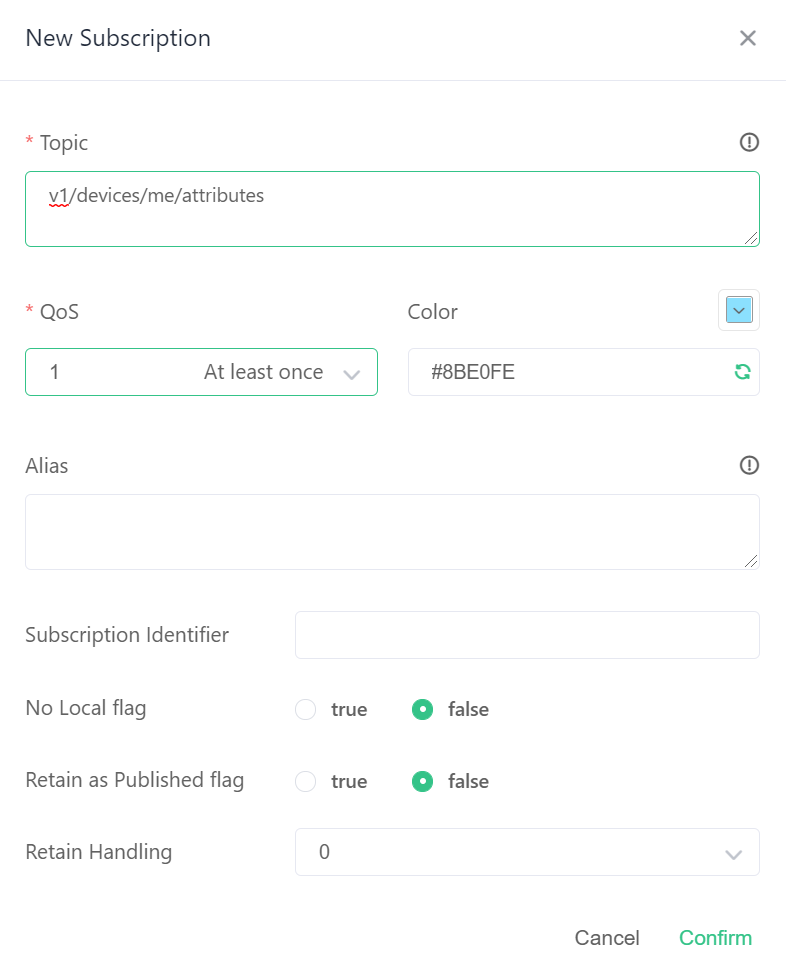 New Subscription
* Topic
v1/devices/me/attributes
* QoS Color
1 At least once #8BE0FE
Alias
Subscription Identifier
No Local flag true false
Retain as Published flag true false
Retain Handling 0
Cancel Confirm